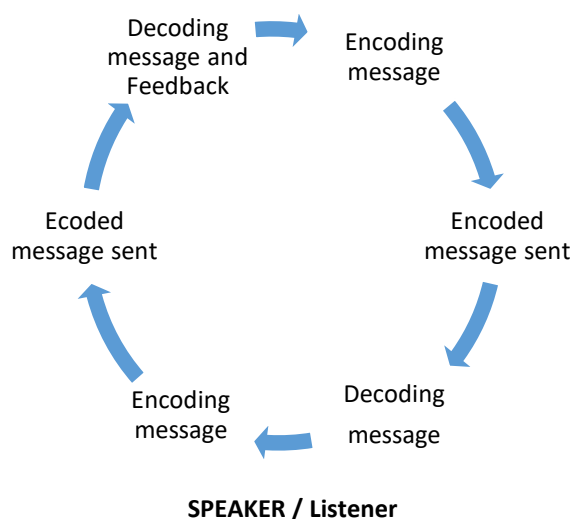 Decoding
message and
Feedback
Encoding
message
Encoded
message sent
Decoding
message
Encoding
message
Ecoded
message sent
SPEAKER / Listener